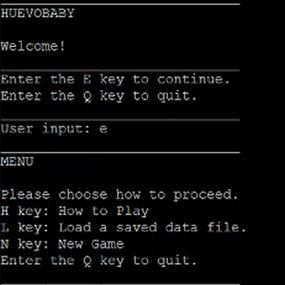 HUEVOBABY
Welcome!
Enter the E key to continue.
Enter the Q key to quit.
User input: e
MENU
Please choose how to proceed.
H key: How to Play
L key: Load a saved data file.
N key: New Game
Enter the Q key to quit.